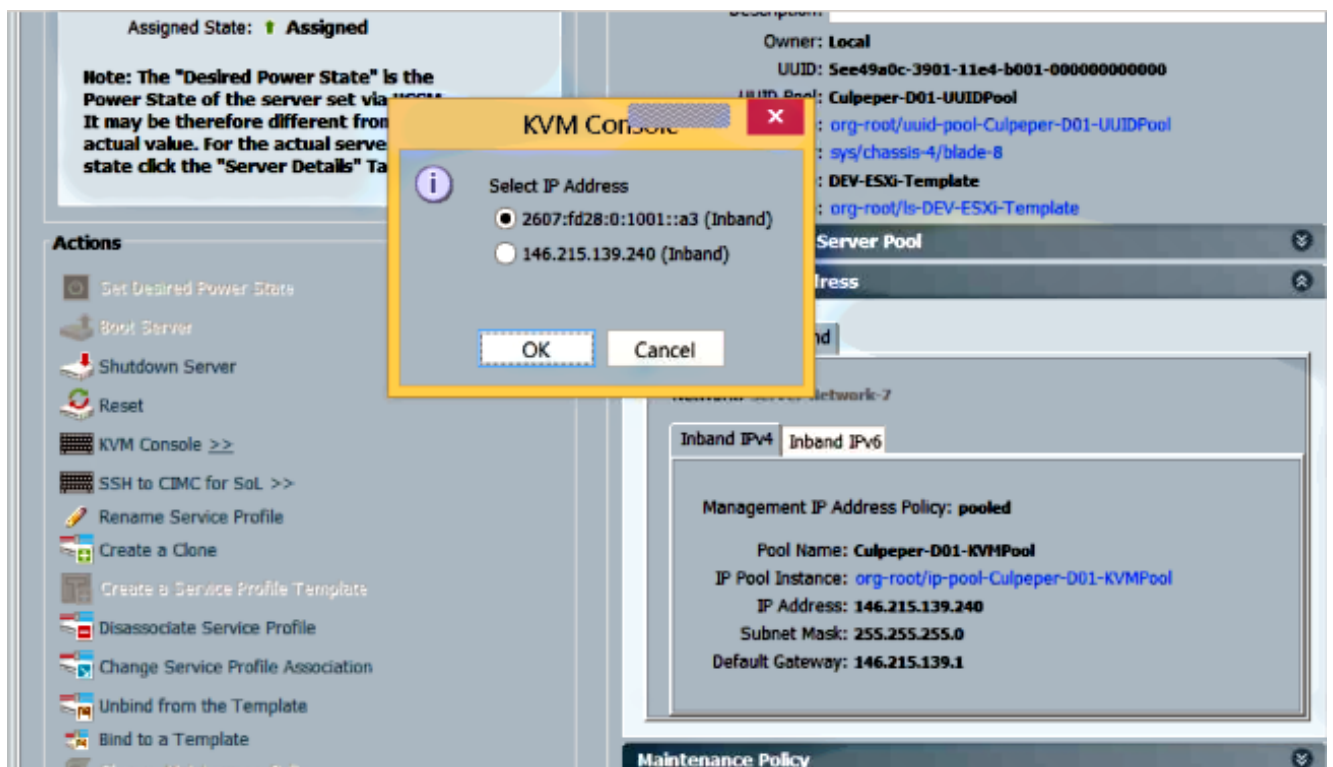 Assigned State: Assigned
Note: The "Desired Power State" is the
Power State of the server set via
It may be therefore different from
actual value. For the actual serve
state click the "Server Details" Ta
Actions
Set Desired Power State
Boot Server
Shutdown Server
Reset
KVM Console >>
SSH to CIMC for SoL >>
Rename Service Profile
Create a Clone
Create a Service Profile Template
Disassociate Service Profile
Change Service Profile Association
Unbind from the Template
Bind to a Template
KVM Console
Select IP Address
2607:fd28:0:1001::a3 (Inband)
146.215.139.240 (Inband)
OK Cancel
Description:
Owner: Local
UUID: 5ee49a0c-3901-11e4-b001-000000000000
UUID Pool: Culpeper-D01-UUIDPool
: org-root/uuid-pool-Culpeper-D01-UUIDPool
: sys/chassis-4/blade-8
: DEV-ESXi-Template
: org-root/ls-DEV-ESXi-Template
Server Pool
ress
nd
Network-7
Inband IPv4 Inband IPv6
Management IP Address Policy: pooled
Pool Name: Culpeper-D01-KVMPool
IP Pool Instance: org-root/ip-pool-Culpeper-D01-KVMPool
IP Address: 146.215.139.240
Subnet Mask: 255.255.255.0
Default Gateway: 146.215.139.1
Maintenance Policy